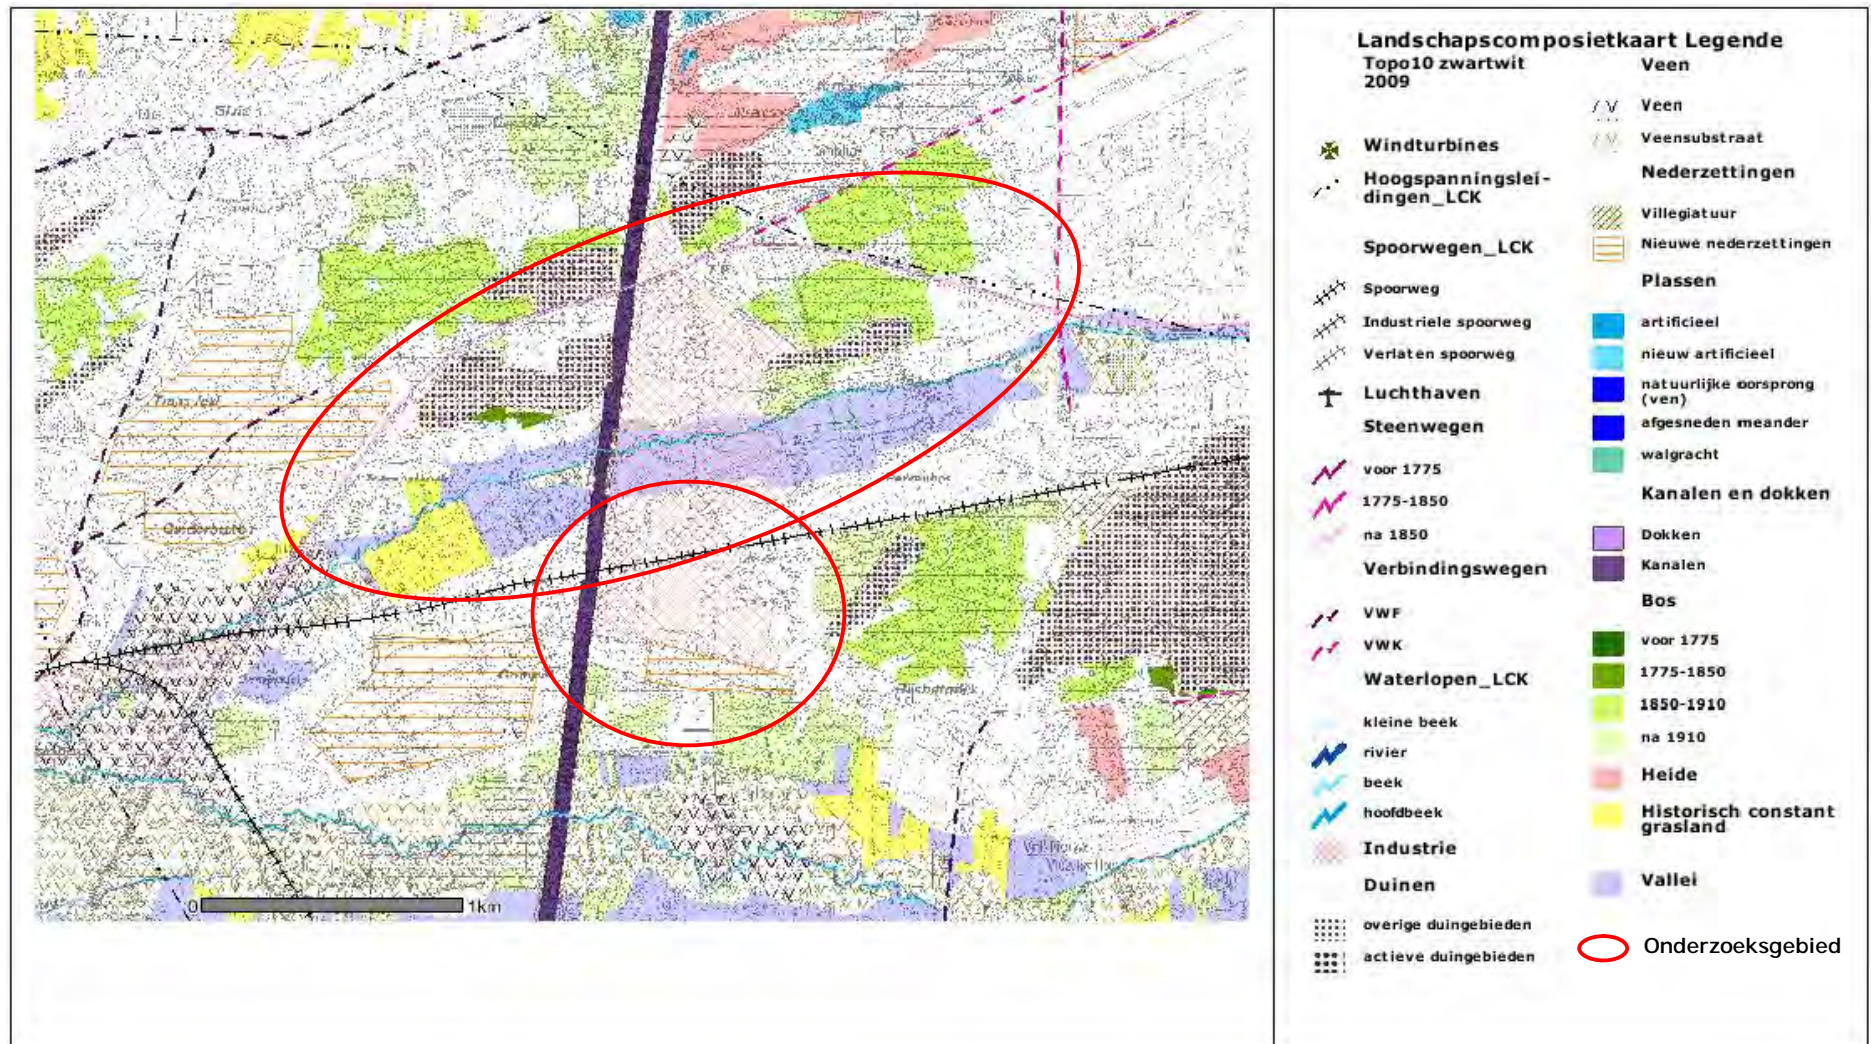 0
1km
Landschapscomposietkaart Legende
Topo10 zwartwit
2009
Windturbines
Hoogspanningslei-
dingen_LCK
Spoorwegen_LCK
Spoorweg
Industriele spoorweg
Verlaten spoorweg
Luchthaven
Steenwegen
voor 1775
1775-1850
na 1850
Verbindingswegen
VWF
VWK
Waterlopen_LCK
kleine beek
rivier
beek
hoofdbeek
Industrie
Duinen
overige duingebieden
actieve duingebieden
Veen
Veen
Veensubstraat
Nederzettingen
Villegiatuur
Nieuwe nederzettingen
Plassen
artificieel
nieuw artificieel
natuurlijke oorsprong
(ven)
afgesneden meander
walgracht
Kanalen en dokken
Dokken
Kanalen
Bos
voor 1775
1775-1850
1850-1910
na 1910
Heide
Historisch constant
grasland
Vallei
Onderzoeksgebied